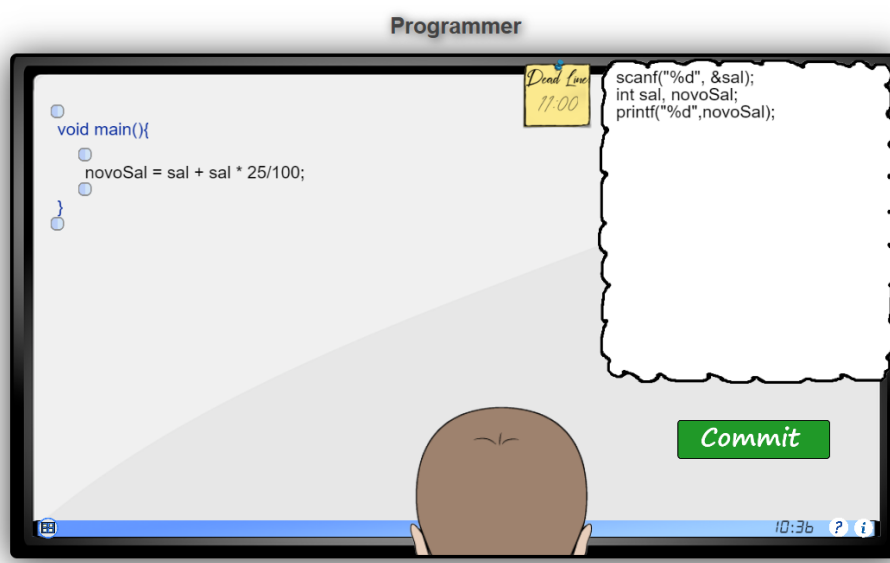 Programmer
Dead Line
11:00
scanf("%d", &sal);
int sal, novoSal;
printf("%d",novoSal);
void main(){
novoSal = sal + sal * 25/100;
}
Commit
10:36
?
i